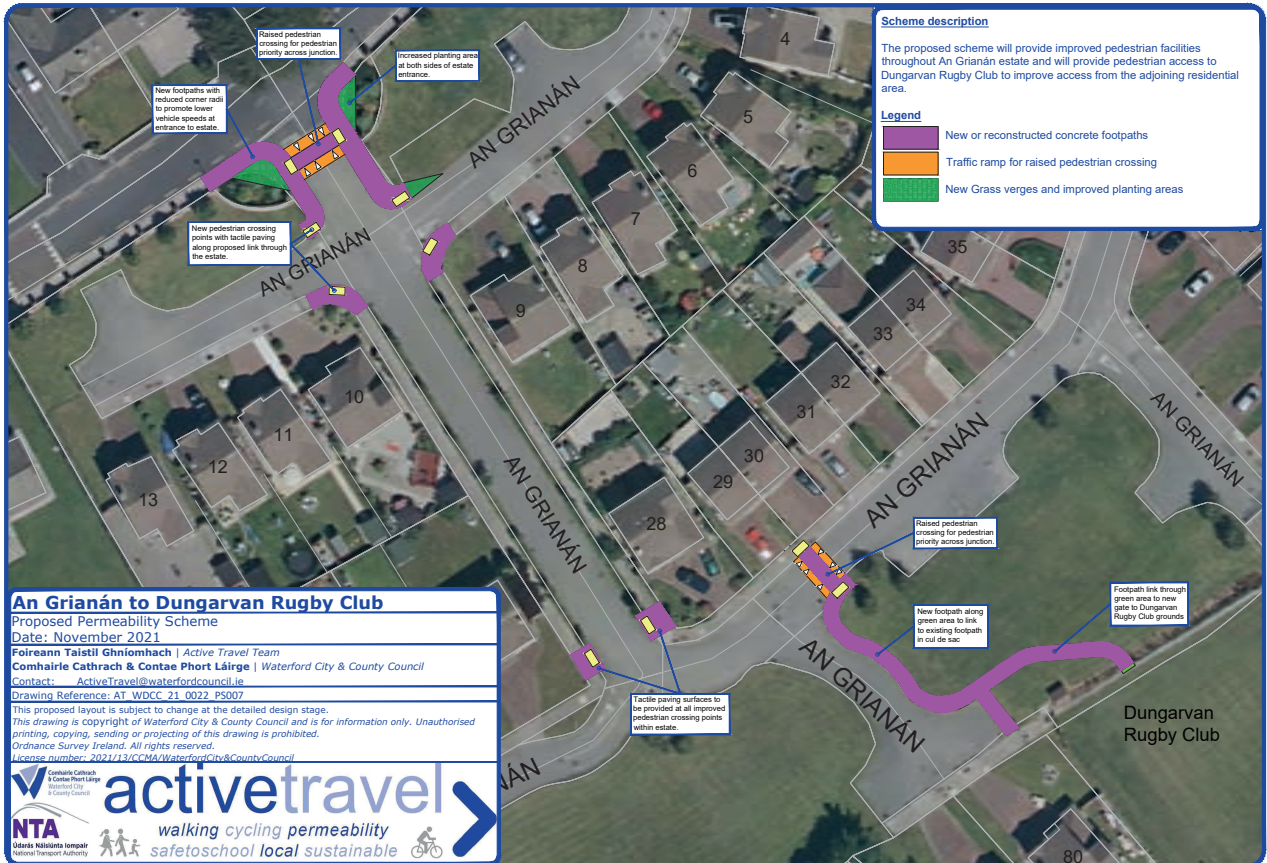 Scheme description
The proposed scheme will provide improved pedestrian facilities
throughout An Grianán estate and will provide pedestrian access to
Dungarvan Rugby Club to improve access from the adjoining residential
area.
Legend
New or reconstructed concrete footpaths
Traffic ramp for raised pedestrian crossing
New Grass verges and improved planting areas
Raised pedestrian
crossing for pedestrian
priority across junction.
Increased planting area
at both sides of estate
entrance.
New footpaths with
reduced corner radii
to promote lower
vehicle speeds at
entrance to estate.
New pedestrian crossing
points with tactile paving
along proposed link through
the estate.
AN GRIANÁN
AN GRIANÁN
4
5
6
7
8
9
10
11
12
13
35
34
33
32
31
30
29
28
AN GRIANÁN
AN GRIANÁN
AN GRIANÁN
Raised pedestrian
crossing for pedestrian
priority across junction.
New footpath along
green area to link
to existing footpath
in cul de sac
Footpath link through
green area to new
gate to Dungarvan
Rugby Club grounds
Tactile paving surfaces to
be provided at all improved
pedestrian crossing points
within estate.
AN GRIANÁN
NÁN
Dungarvan
Rugby Club
80
An Grianán to Dungarvan Rugby Club
Proposed Permeability Scheme
Date: November 2021
Foireann Taistil Ghníomhach | Active Travel Team
Comhairle Cathrach & Contae Phort Láirge | Waterford City & County Council
Contact: ActiveTravel@waterfordcouncil.ie
Drawing Reference: AT_WDCC_21_0022_PS007
This proposed layout is subject to change at the detailed design stage.
This drawing is copyright of Waterford City & County Council and is for information only. Unauthorised
printing, copying, sending or projecting of this drawing is prohibited.
Ordnance Survey Ireland. All rights reserved.
License number: 2021/13/CCMA/WaterfordCity&CountyCouncil
Comhairle Cathrach
& Contae Phort Láirge
Waterford City
& County Council
NTA
Údarás Náisiúnta Iompair
National Transport Authority
activetravel
walking cycling permeability
safetoschool local sustainable